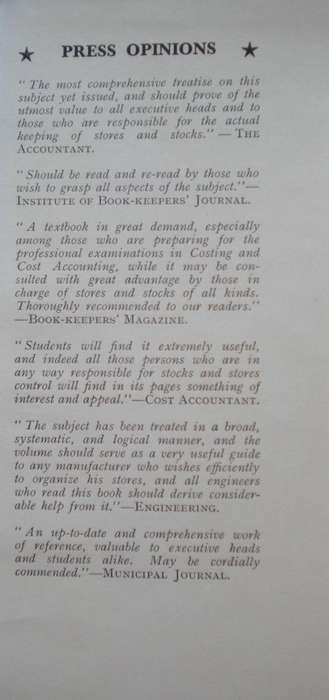 ★ PRESS OPINIONS ★
"The most comprehensive treatise on this
subject yet issued, and should prove of the
utmost value to all executive heads and to
those who are responsible for the actual
keeping of stores and stocks."—THE
ACCOUNTANT.
"Should be read and re-read by those who
wish to grasp all aspects of the subject."—
INSTITUTE OF BOOK-KEEPERS' JOURNAL.
"A textbook in great demand, especially
among those who are preparing for the
professional examinations in Costing and
Cost Accounting, while it may be con-
sulted with great advantage by those in
charge of stores and stocks of all kinds.
Thoroughly recommended to our readers."
—BOOK-KEEPERS' MAGAZINE.
"Students will find it extremely useful,
and indeed all those persons who are in
any way responsible for stocks and stores
control will find in its pages something of
interest and appeal."—COST ACCOUNTANT.
"The subject has been treated in a broad,
systematic, and logical manner, and the
volume should serve as a very useful guide
to any manufacturer who wishes efficiently
to organize his stores, and all engineers
who read this book should derive consider-
able help from it."—ENGINEERING.
"An up-to-date and comprehensive work
of reference, valuable to executive heads
and students alike. May be cordially
commended."—MUNICIPAL JOURNAL.